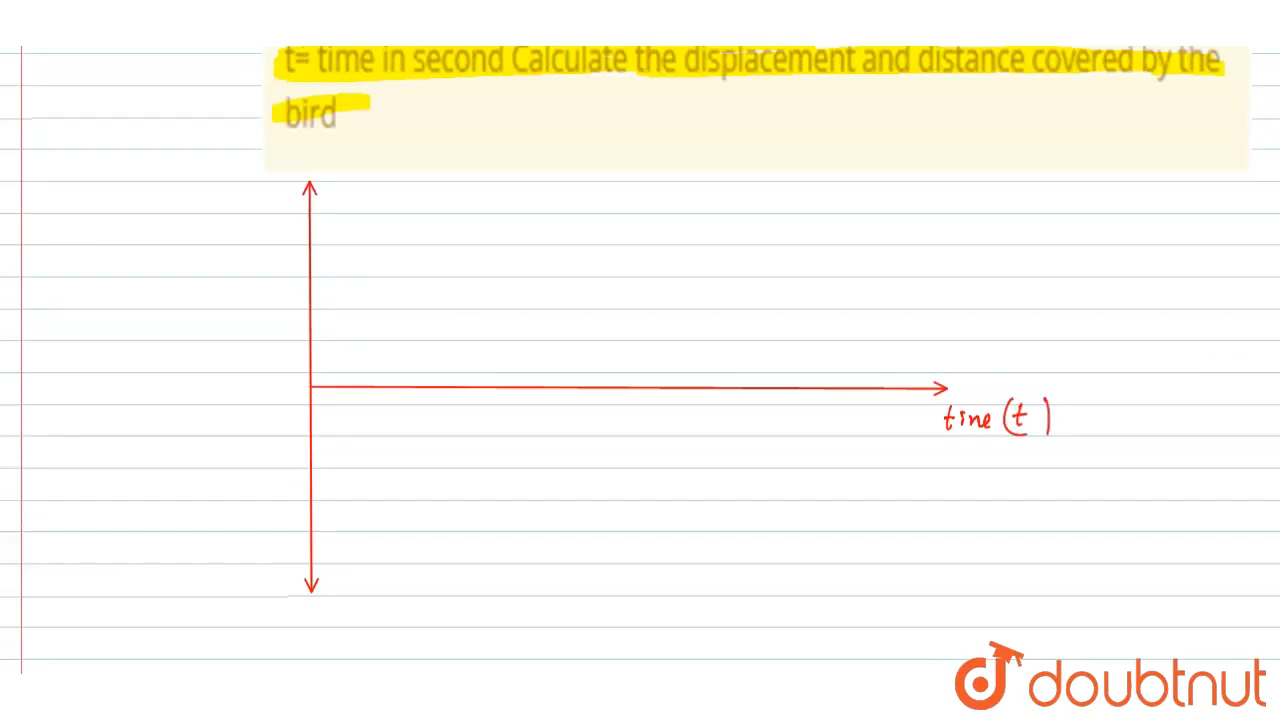 t= time in second Calculate the displacement and distance covered by the
bird
time (t )
doubtnut